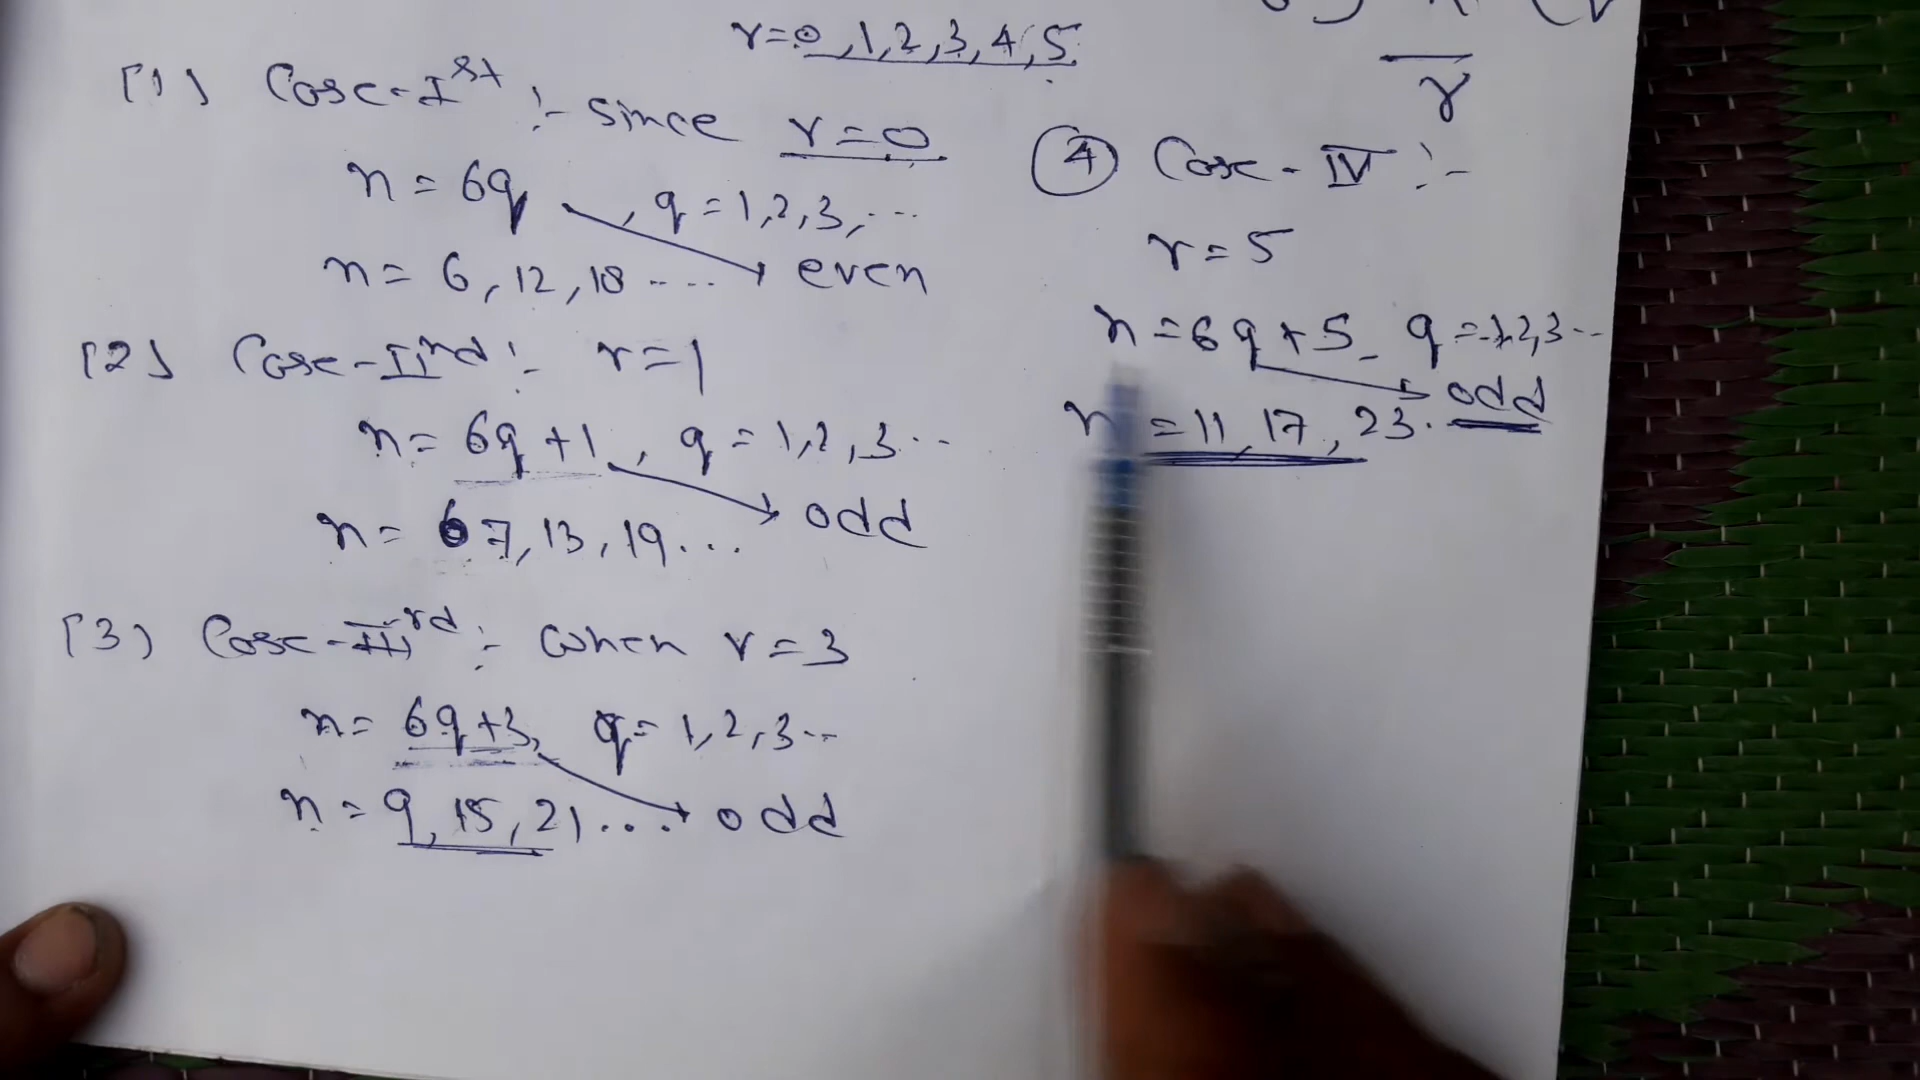 r=0,1,2,3,4,5
[1] Case-Ist :- since r=0
n=6q , q=1,2,3,...
n= 6,12,18 ..... even
[2] Case-IInd :- r=1
n= 6q+1 , q=1,2,3..
n= 7,13,19... odd
[3) Case-IIIrd :- when r=3
n= 6q+3, q=1,2,3...
n= 9,15,21.... odd
r
4 Case-IV :-
r=5
n=6q+5 q=1,2,3...
odd
n =11,17,23.